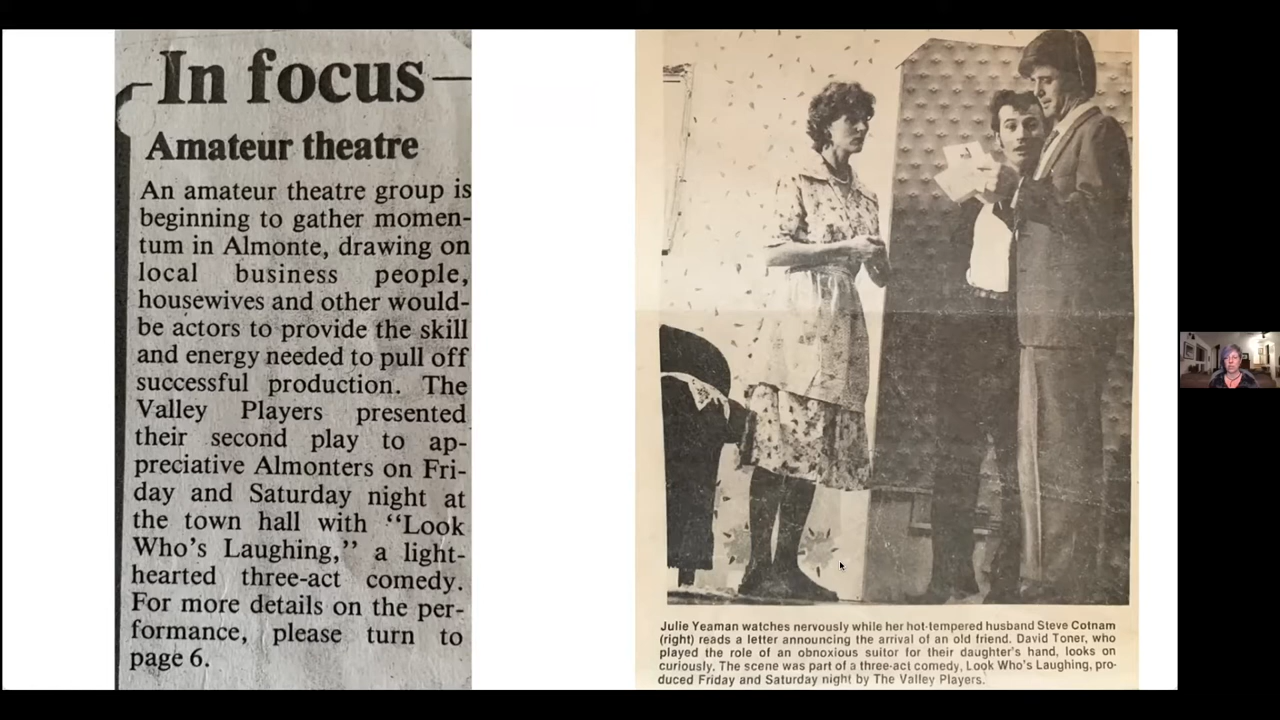 In focus
Amateur theatre
An amateur theatre group is
beginning to gather momen-
tum in Almonte, drawing on
local business people,
housewives and other would-
be actors to provide the skill
and energy needed to pull off
successful production. The
Valley Players presented
their second play to ap-
preciative Almonters on Fri-
day and Saturday night at
the town hall with “Look
Who’s Laughing,” a light-
hearted three-act comedy.
For more details on the per-
formance, please turn to
page 6.
Julie Yeaman watches nervously while her hot-tempered husband Steve Cotnam
(right) reads a letter announcing the arrival of an old friend. David Toner, who
played the role of an obnoxious suitor for their daughter's hand, looks on
curiously. The scene was part of a three-act comedy, Look Who's Laughing, pro-
duced Friday and Saturday night by The Valley Players.